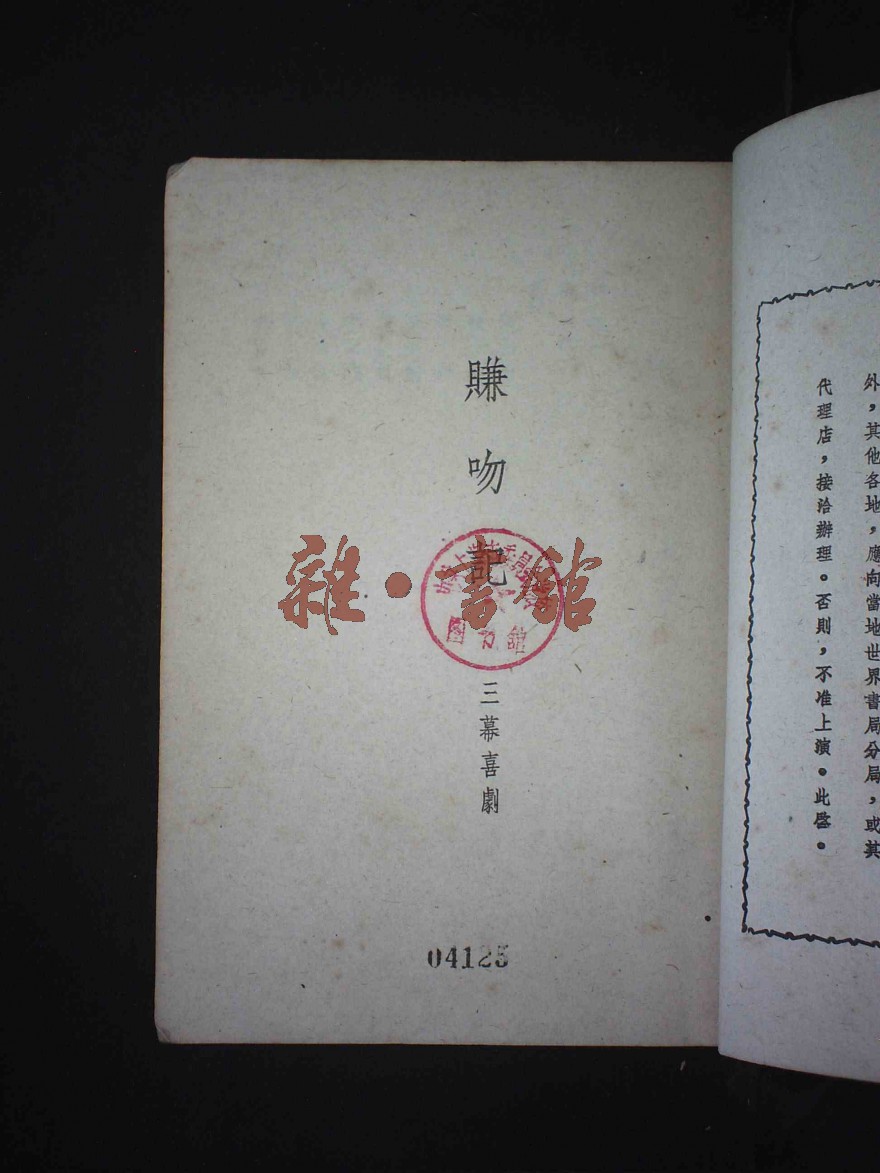 外，其他各地，應向當地世界書局分局，或其
代理店，接洽辦理。否則，不准上演。此啓。
賺吻記
三幕喜劇
雜·書館
圖書館
04125